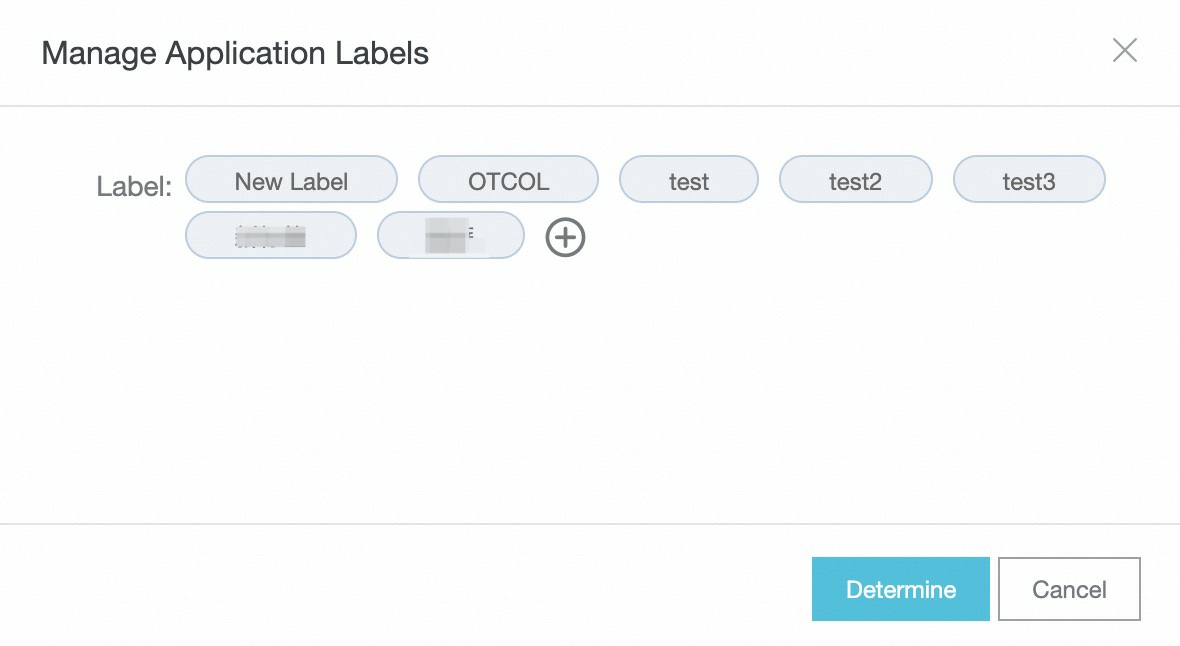 Manage Application Labels
Label: New Label OTCOL test test2 test3
Determine Cancel